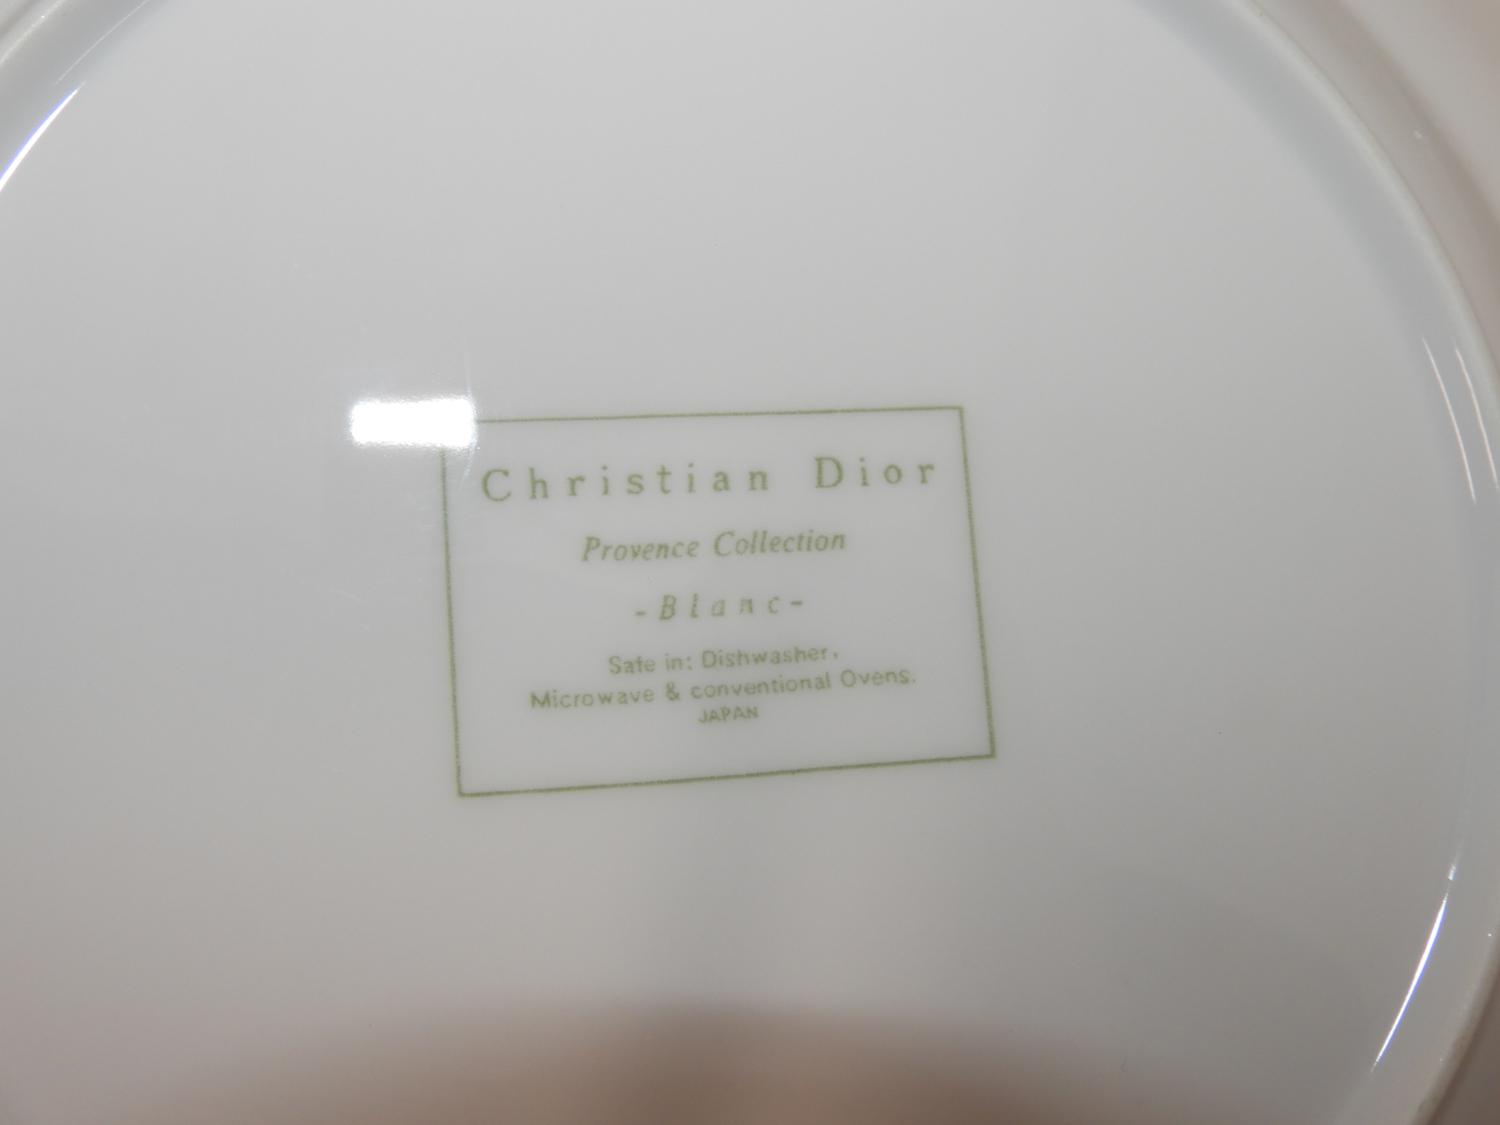 Christian Dior
Provence Collection
-Blanc-
Safe in: Dishwasher,
Microwave & conventional Ovens.
JAPAN